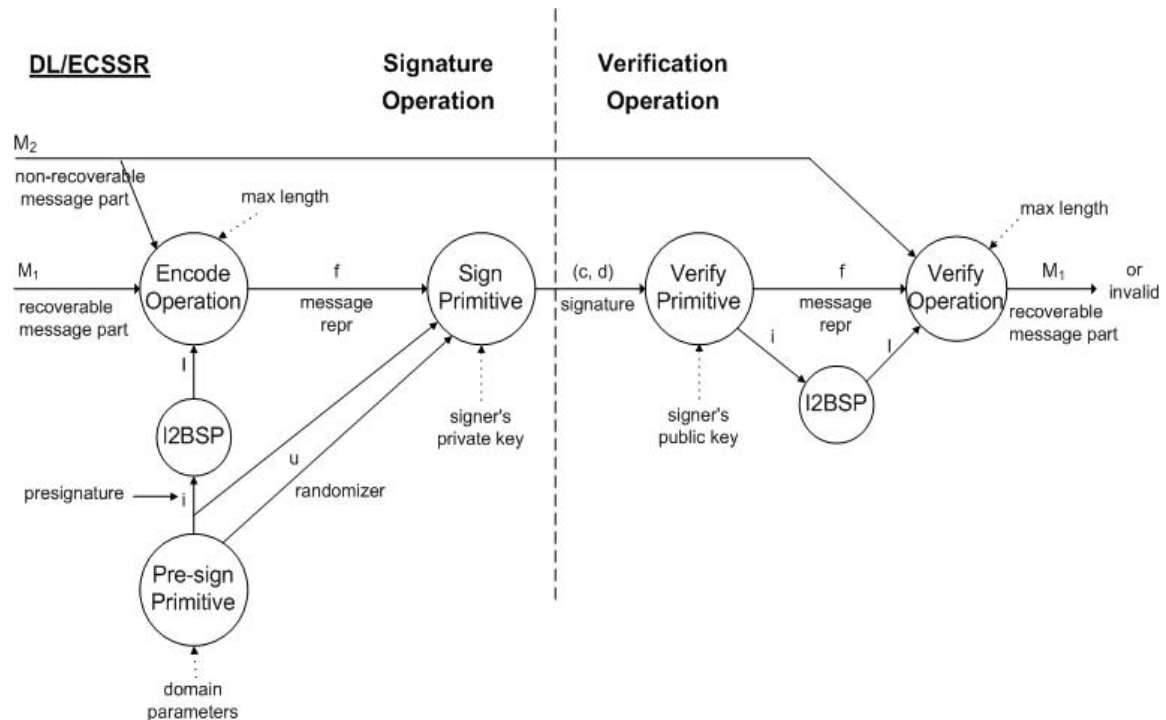 DL/ECSSR
Signature
Operation
Verification
Operation
M₂
non-recoverable
message part
max length
M₁
recoverable
message part
Encode
Operation
f
message
repr
Sign
Primitive
(c, d)
signature
Verify
Primitive
f
message
repr
max length
Verify
Operation
M₁
recoverable
message part
or
invalid
I
I2BSP
i
I2BSP
I
signer's
private key
signer's
public key
presignature
i
u
randomizer
Pre-sign
Primitive
domain
parameters